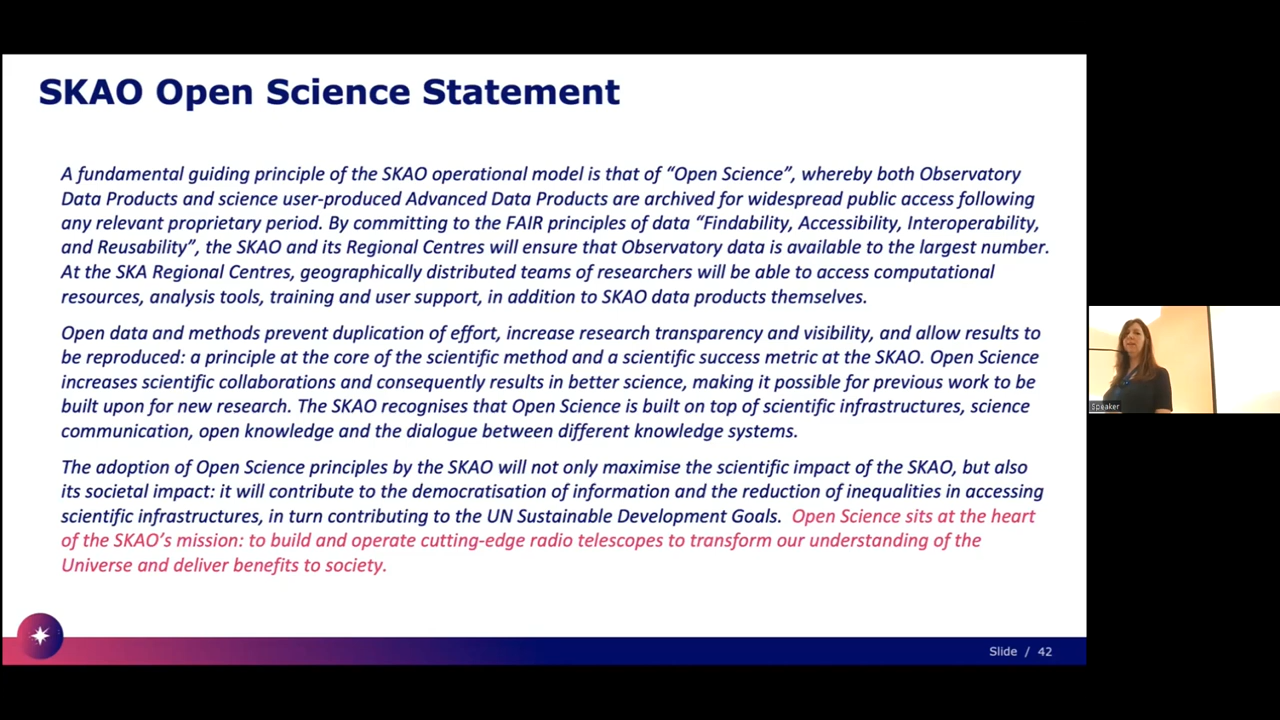 SKAO Open Science Statement
A fundamental guiding principle of the SKAO operational model is that of “Open Science”, whereby both Observatory
Data Products and science user-produced Advanced Data Products are archived for widespread public access following
any relevant proprietary period. By committing to the FAIR principles of data “Findability, Accessibility, Interoperability,
and Reusability”, the SKAO and its Regional Centres will ensure that Observatory data is available to the largest number.
At the SKA Regional Centres, geographically distributed teams of researchers will be able to access computational
resources, analysis tools, training and user support, in addition to SKAO data products themselves.
Open data and methods prevent duplication of effort, increase research transparency and visibility, and allow results to
be reproduced: a principle at the core of the scientific method and a scientific success metric at the SKAO. Open Science
increases scientific collaborations and consequently results in better science, making it possible for previous work to be
built upon for new research. The SKAO recognises that Open Science is built on top of scientific infrastructures, science
communication, open knowledge and the dialogue between different knowledge systems.
The adoption of Open Science principles by the SKAO will not only maximise the scientific impact of the SKAO, but also
its societal impact: it will contribute to the democratisation of information and the reduction of inequalities in accessing
scientific infrastructures, in turn contributing to the UN Sustainable Development Goals. Open Science sits at the heart
of the SKAO’s mission: to build and operate cutting-edge radio telescopes to transform our understanding of the
Universe and deliver benefits to society.
Speaker
Slide / 42